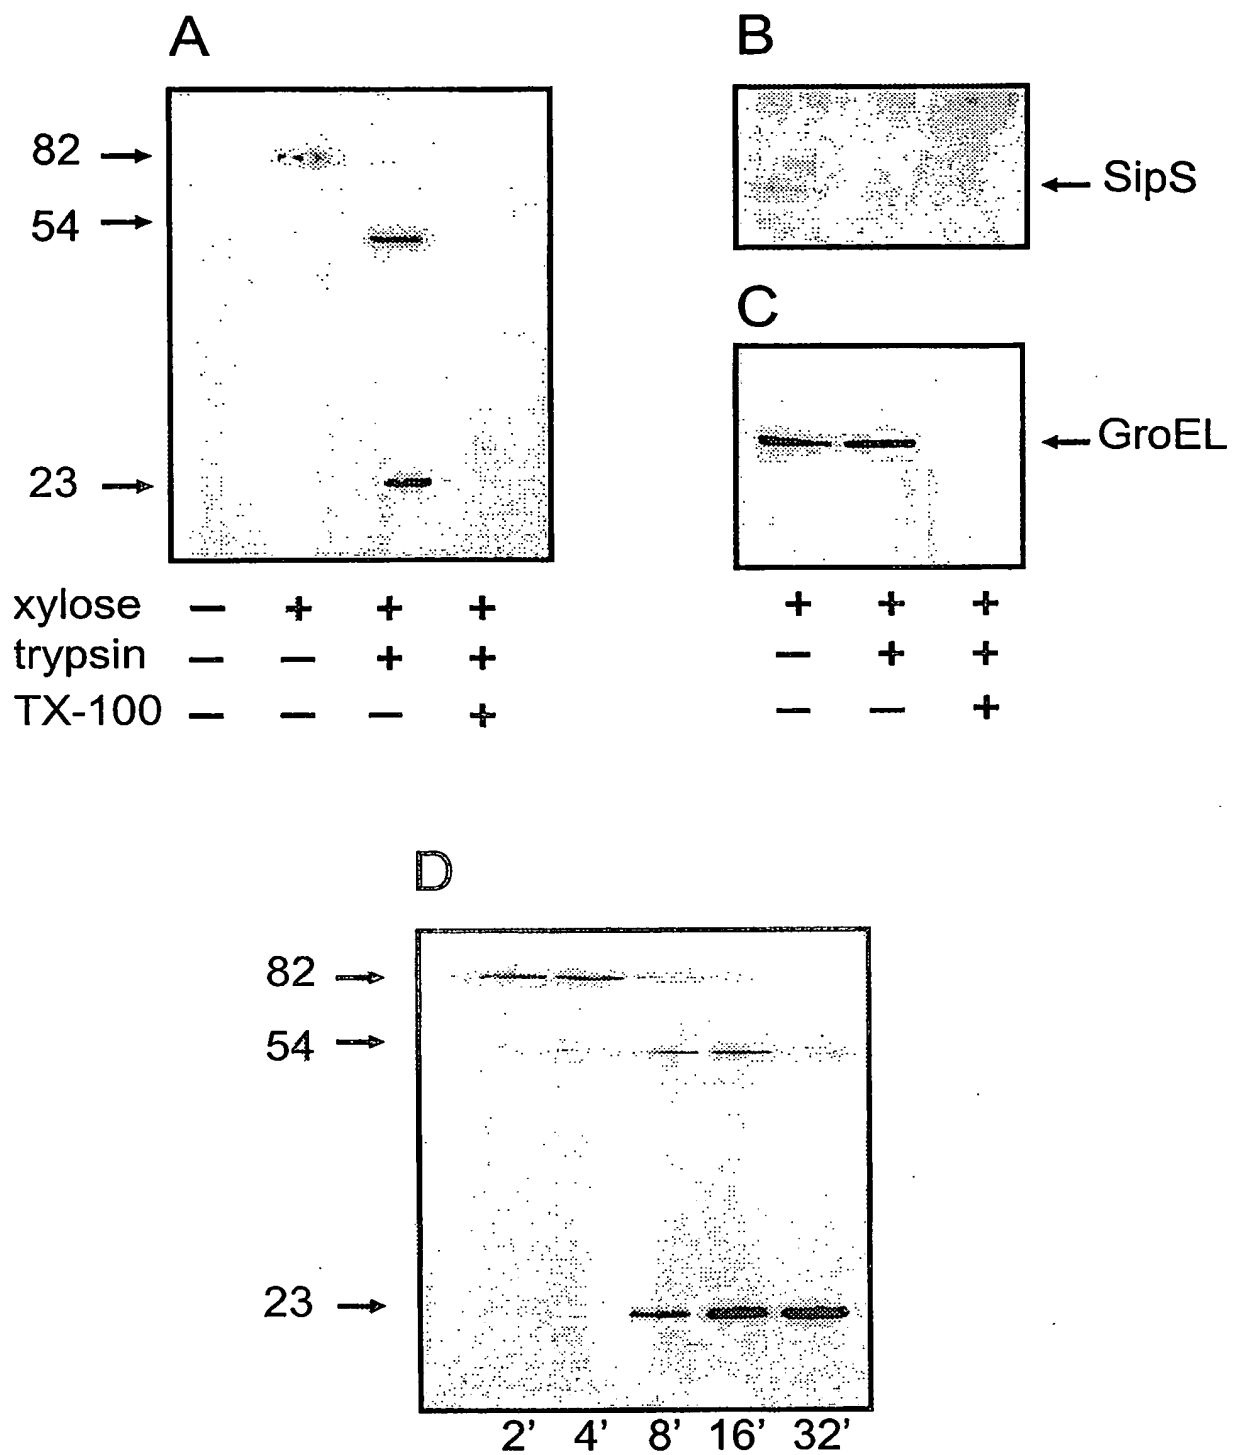 A
B
82
54
23
SipS
C
GroEL
xylose – + + +
trypsin – – + +
TX-100 – – – +
+ + +
– + +
– – +
D
82
54
23
2’ 4’ 8’ 16’ 32’